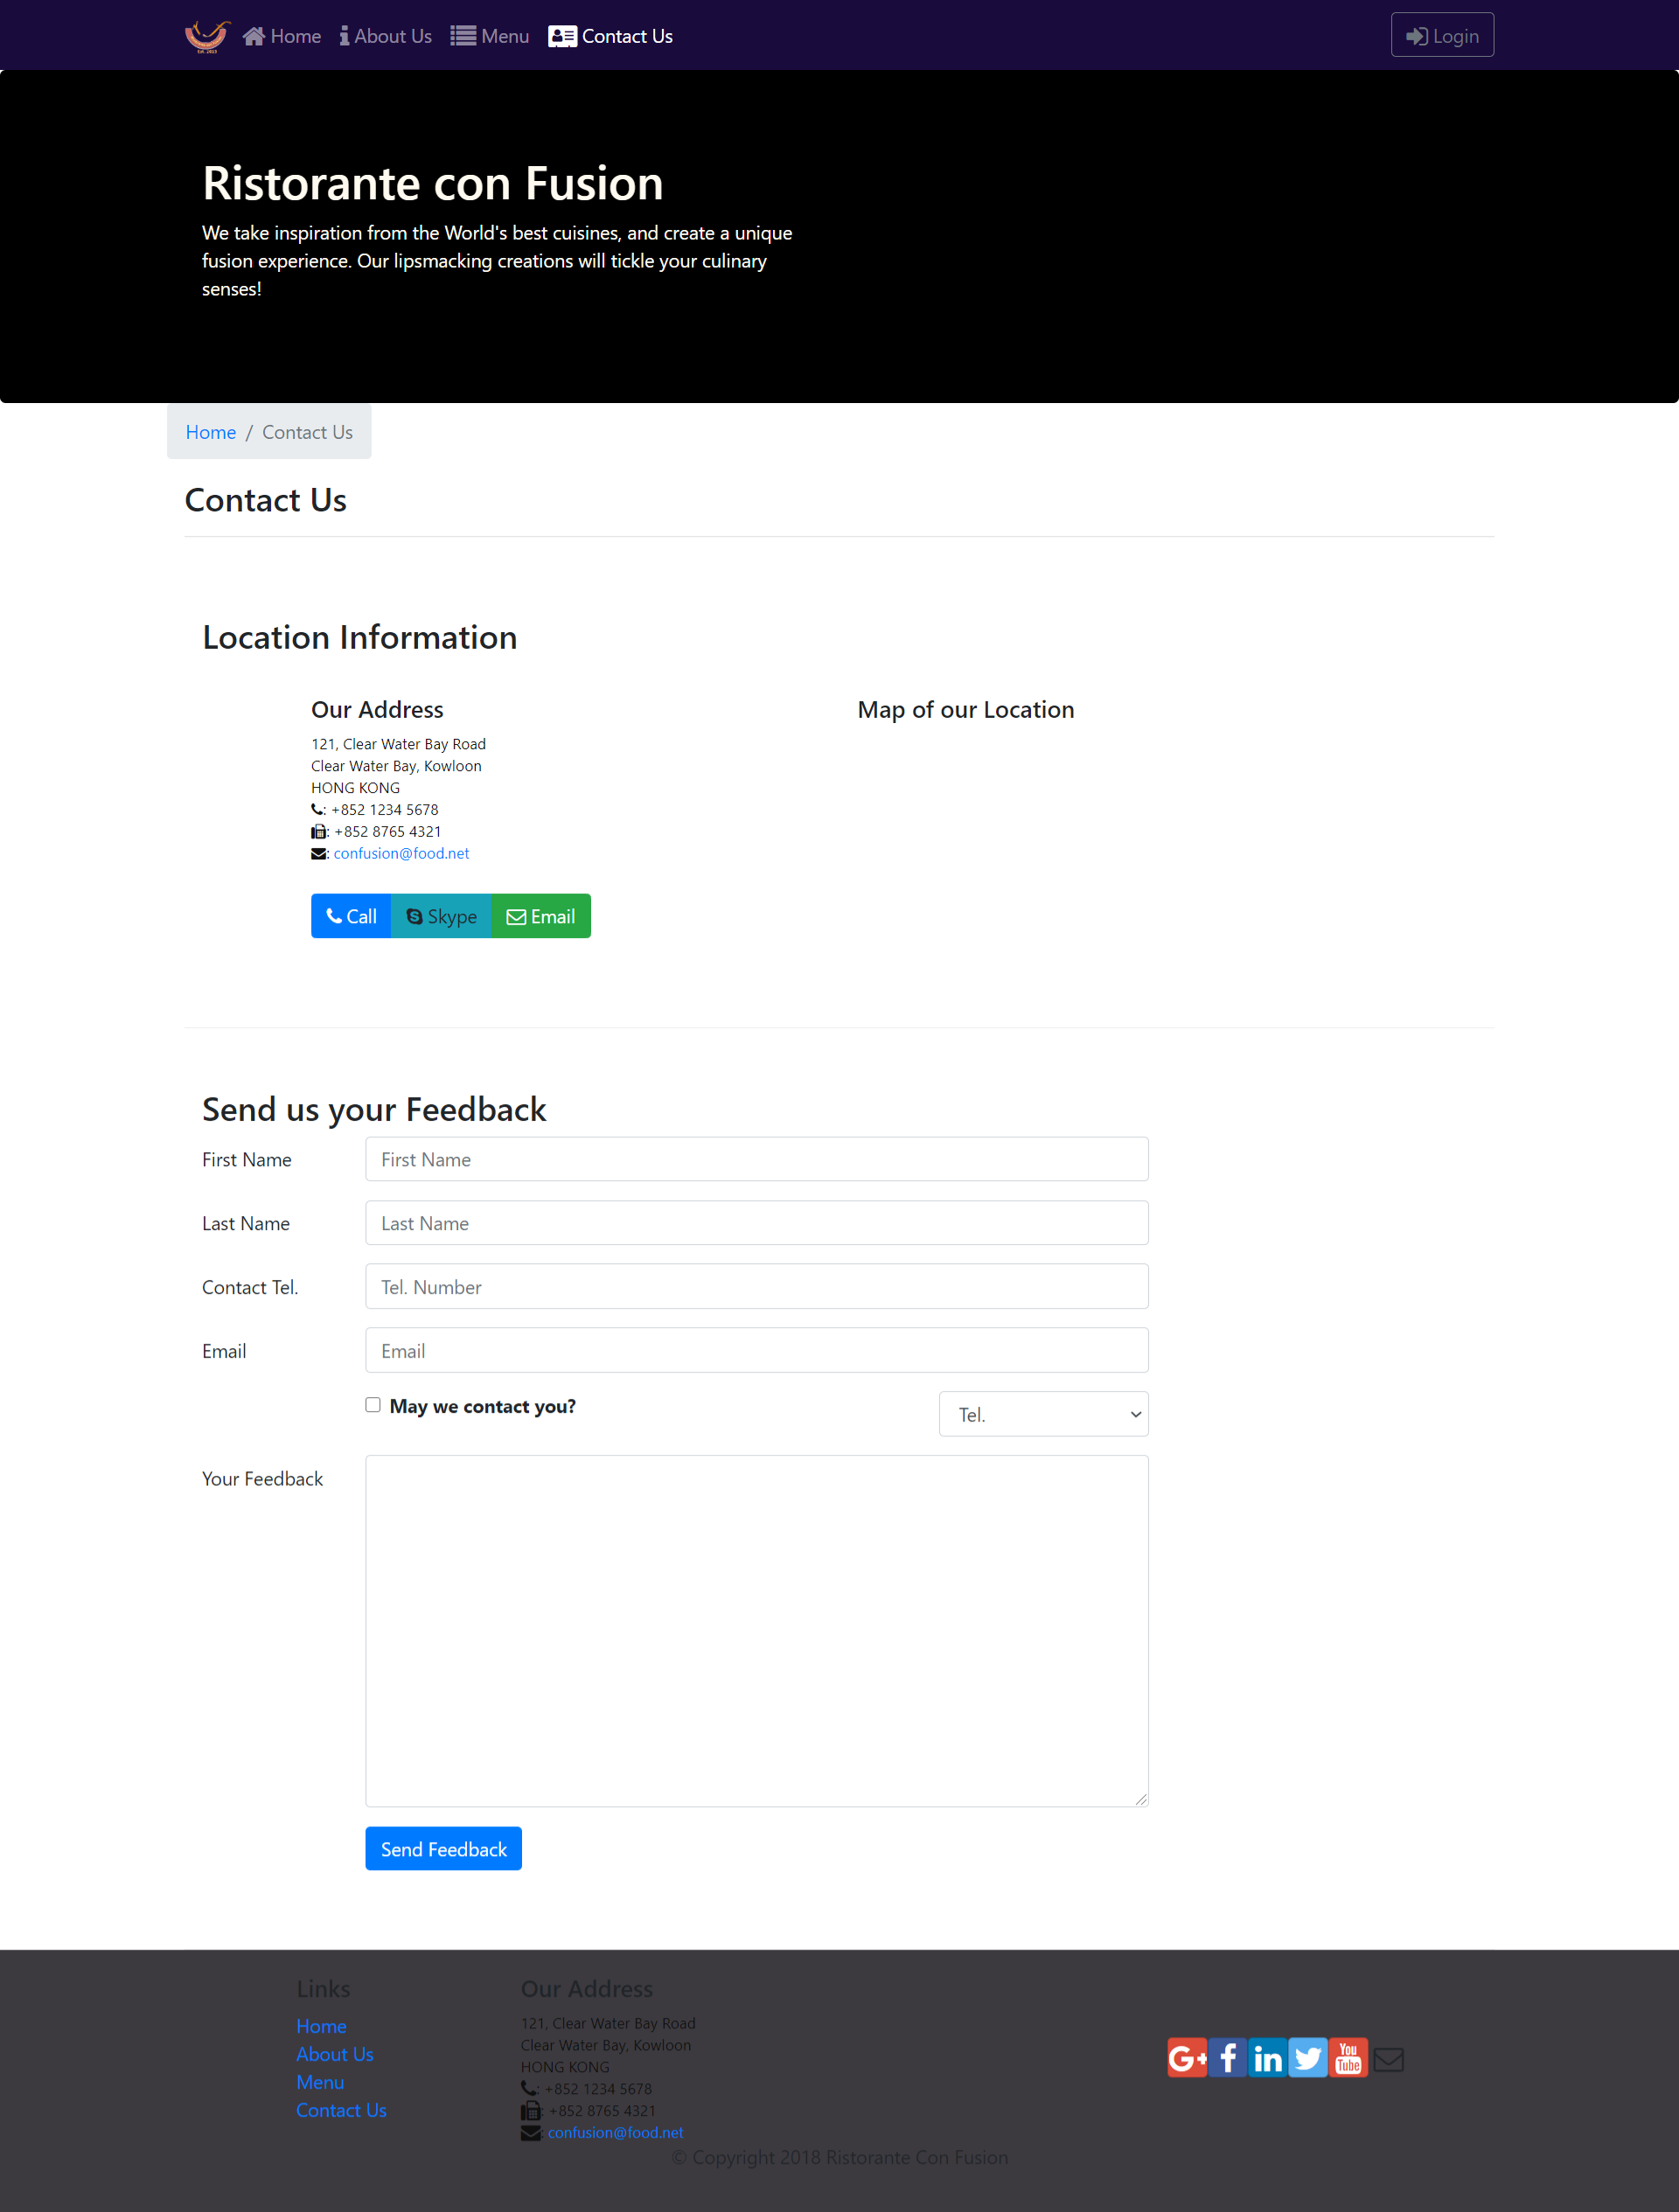 Home
About Us
Menu
Contact Us
Login
Ristorante con Fusion
We take inspiration from the World's best cuisines, and create a unique
fusion experience. Our lipsmacking creations will tickle your culinary
senses!
Home / Contact Us
Contact Us
Location Information
Our Address
121, Clear Water Bay Road
Clear Water Bay, Kowloon
HONG KONG
: +852 1234 5678
: +852 8765 4321
: confusion@food.net
Call
Skype
Email
Map of our Location
Send us your Feedback
First Name
First Name
Last Name
Last Name
Contact Tel.
Tel. Number
Email
Email
May we contact you?
Tel.
Your Feedback
Send Feedback
Links
Home
About Us
Menu
Contact Us
Our Address
121, Clear Water Bay Road
Clear Water Bay, Kowloon
HONG KONG
: +852 1234 5678
: +852 8765 4321
: confusion@food.net
G+
f
in
You
Tube
© Copyright 2018 Ristorante Con Fusion